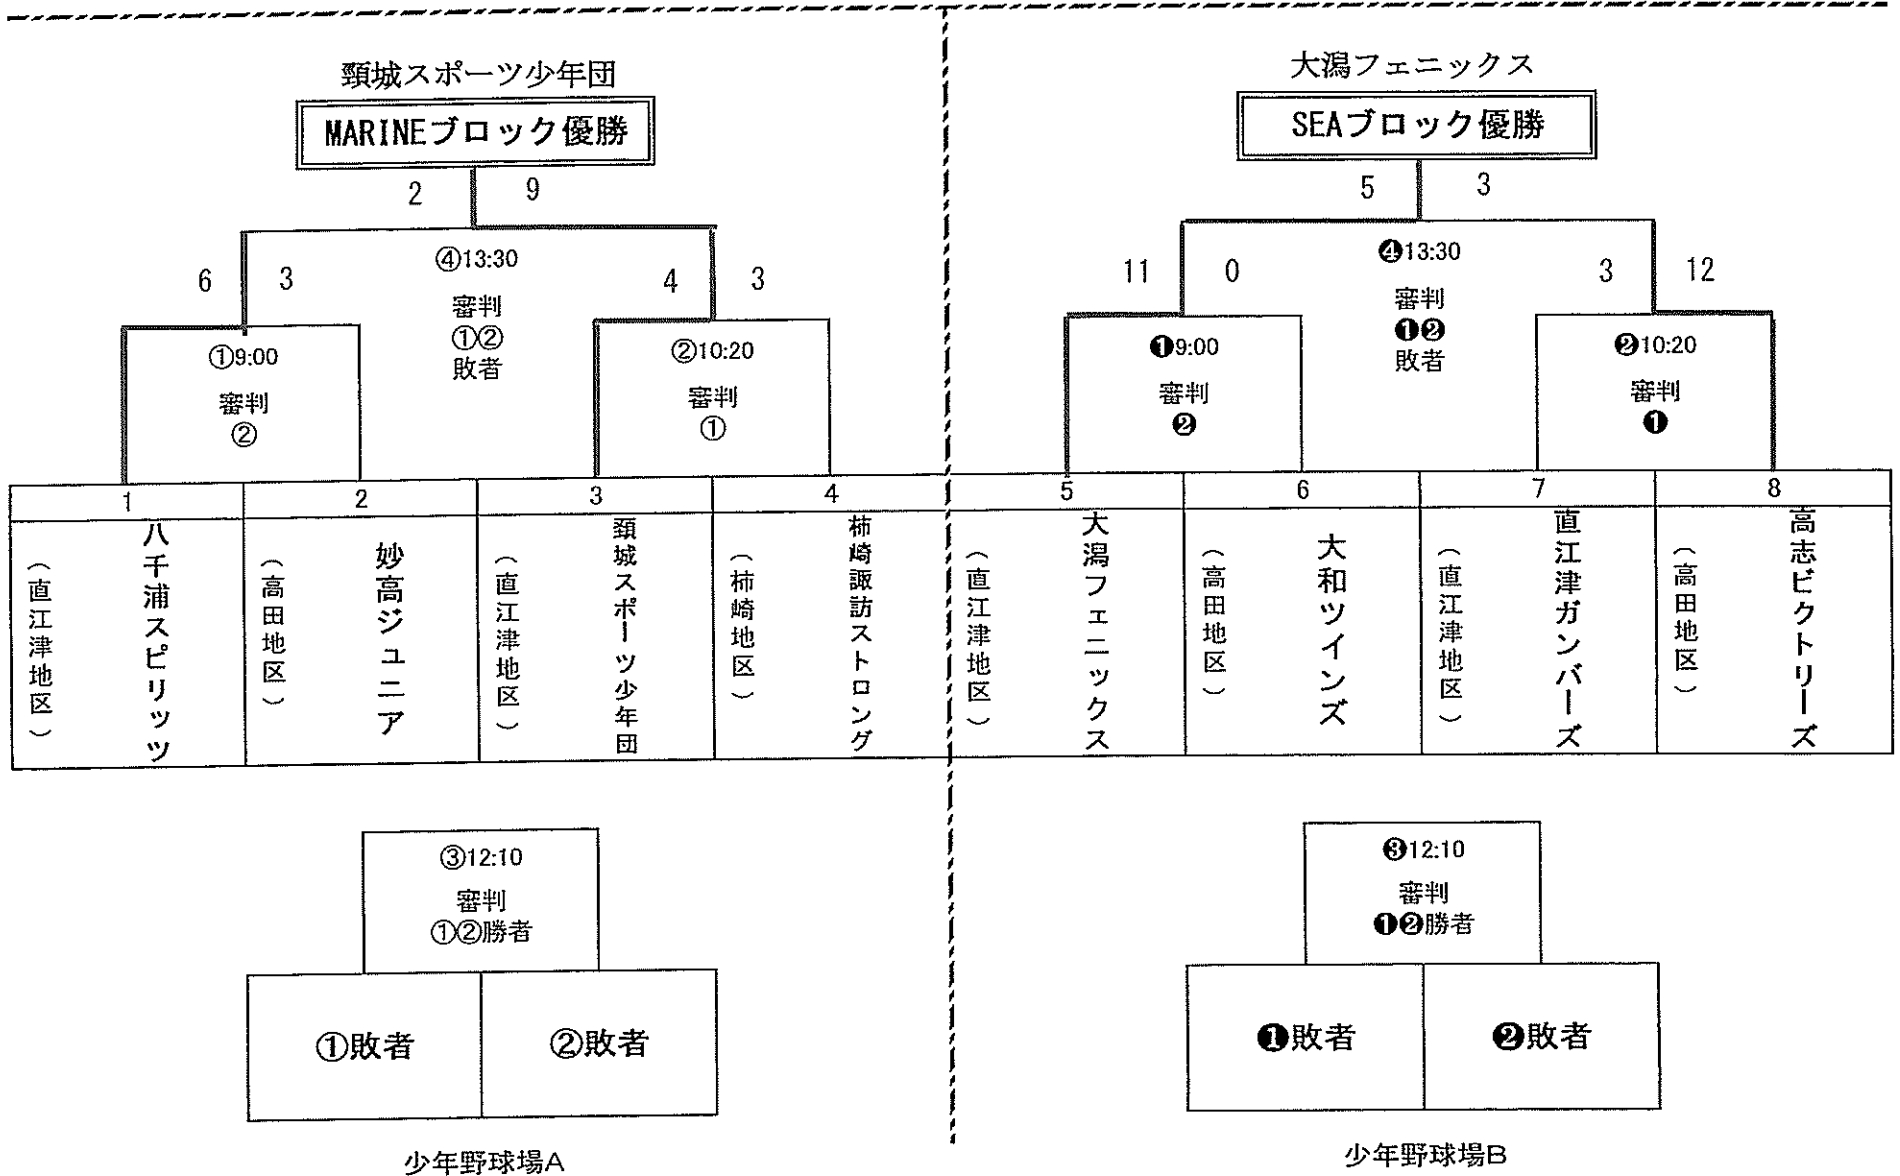 頸城スポーツ少年団
MARINEブロック優勝
2 9
6 3
④13:30
審判
①②
敗者
4 3
①9:00
審判
②
②10:20
審判
①
大潟フェニックス
SEAブロック優勝
5 3
11 0
❹13:30
審判
❶❷
敗者
3 12
❶9:00
審判
❷
❷10:20
審判
❶
1 2 3 4 5 6 7 8
八千浦スピリッツ
(直江津地区)
妙高ジュニア
(高田地区)
頸城スポーツ少年団
(直江津地区)
柿崎諏訪ストロング
(柿崎地区)
大潟フェニックス
(直江津地区)
大和ツインズ
(高田地区)
直江津ガンバーズ
(直江津地区)
高志ビクトリーズ
(高田地区)
③12:10
審判
①②勝者
①敗者 ②敗者
少年野球場A
❸12:10
審判
❶❷勝者
❶敗者 ❷敗者
少年野球場B